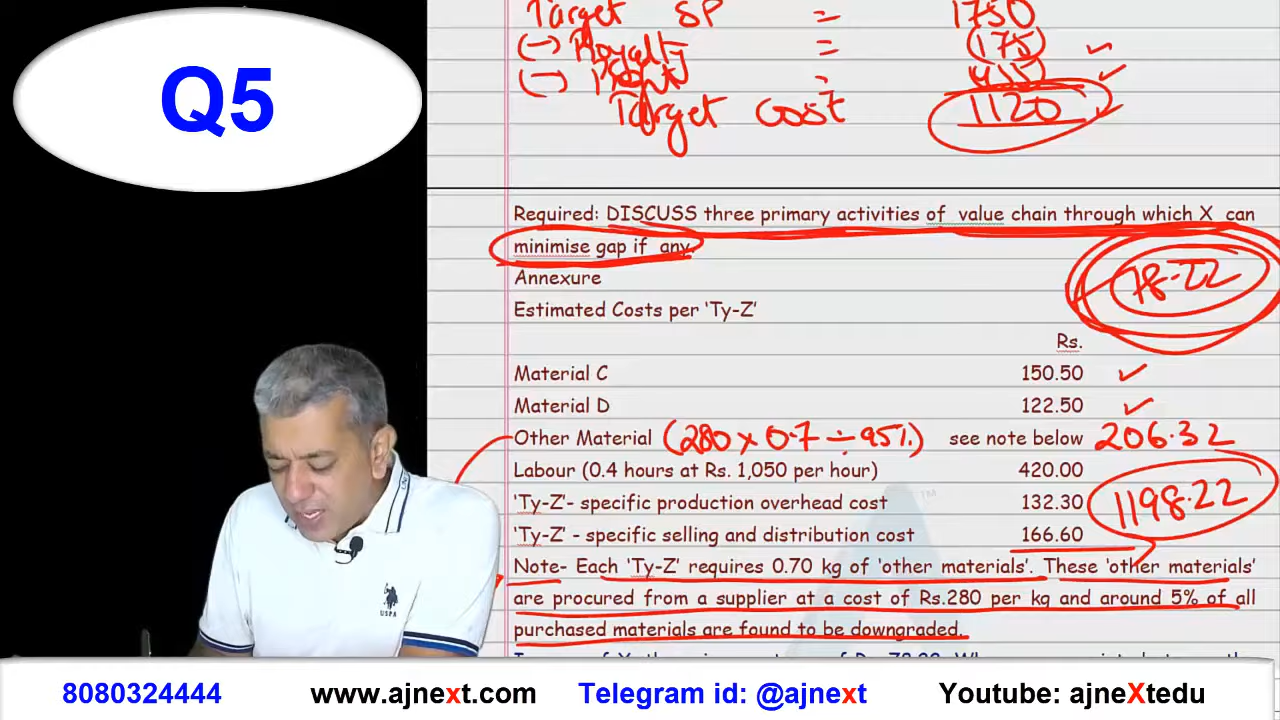 Q5
Target SP = 1750
(-) Royalty = (175)
(-) Profit
Target cost 1120
Required: DISCUSS three primary activities of value chain through which X can
minimise gap if any.
78.22
Annexure
Estimated Costs per ‘Ty-Z’
Rs.
Material C 150.50
Material D 122.50
Other Material (280 x 0.7 ÷ 95%) see note below 206.32
Labour (0.4 hours at Rs. 1,050 per hour) 420.00
‘Ty-Z’- specific production overhead cost 132.30
1198.22
‘Ty-Z’ - specific selling and distribution cost 166.60
Note- Each ‘Ty-Z’ requires 0.70 kg of ‘other materials’. These ‘other materials’
are procured from a supplier at a cost of Rs.280 per kg and around 5% of all
purchased materials are found to be downgraded.
USPA
8080324444 www.ajnext.com Telegram id: @ajnext Youtube: ajneXtedu